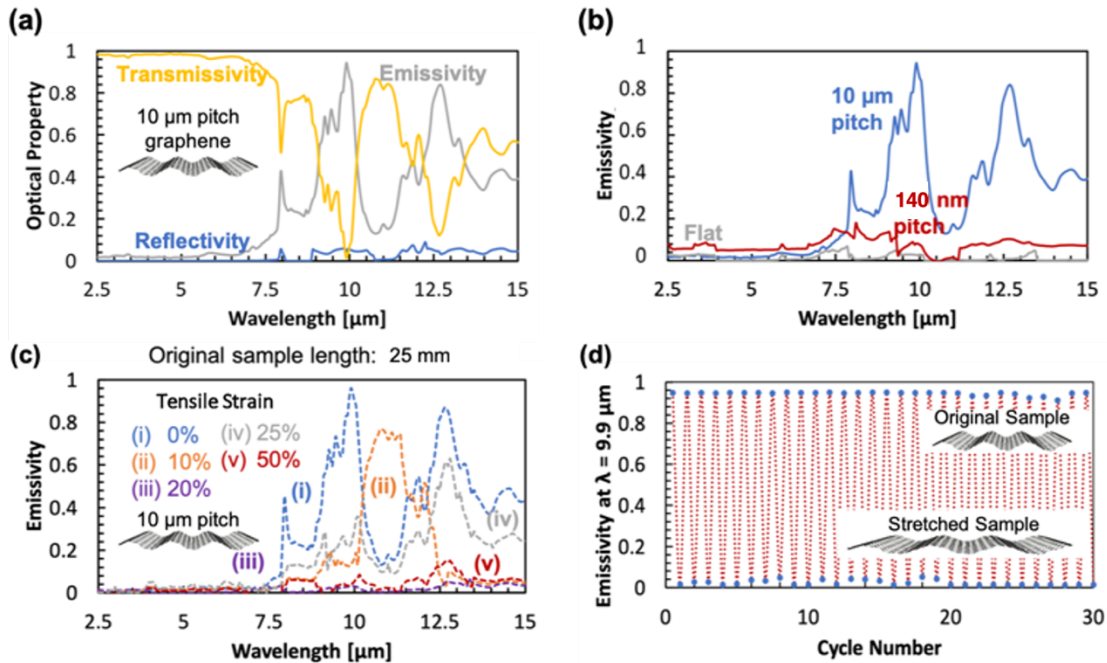 (a)
1
0.8
0.6
0.4
0.2
0
Optical Property
Transmissivity
Emissivity
10 μm pitch
graphene
Reflectivity
2.5 5 7.5 10 12.5 15
Wavelength [μm]
(b)
1
0.8
0.6
0.4
0.2
0
Emissivity
10 μm
pitch
140 nm
pitch
Flat
2.5 5 7.5 10 12.5 15
Wavelength [μm]
(c)
Original sample length: 25 mm
1
0.8
0.6
0.4
0.2
0
Emissivity
Tensile Strain
(i) 0% (iv) 25%
(ii) 10% (v) 50%
(iii) 20%
10 μm pitch
(i)
(ii)
(iii)
(iv)
(v)
2.5 5 7.5 10 12.5 15
Wavelength [μm]
(d)
1
0.8
0.6
0.4
0.2
0
Emissivity at λ = 9.9 μm
Original Sample
Stretched Sample
0 10 20 30
Cycle Number